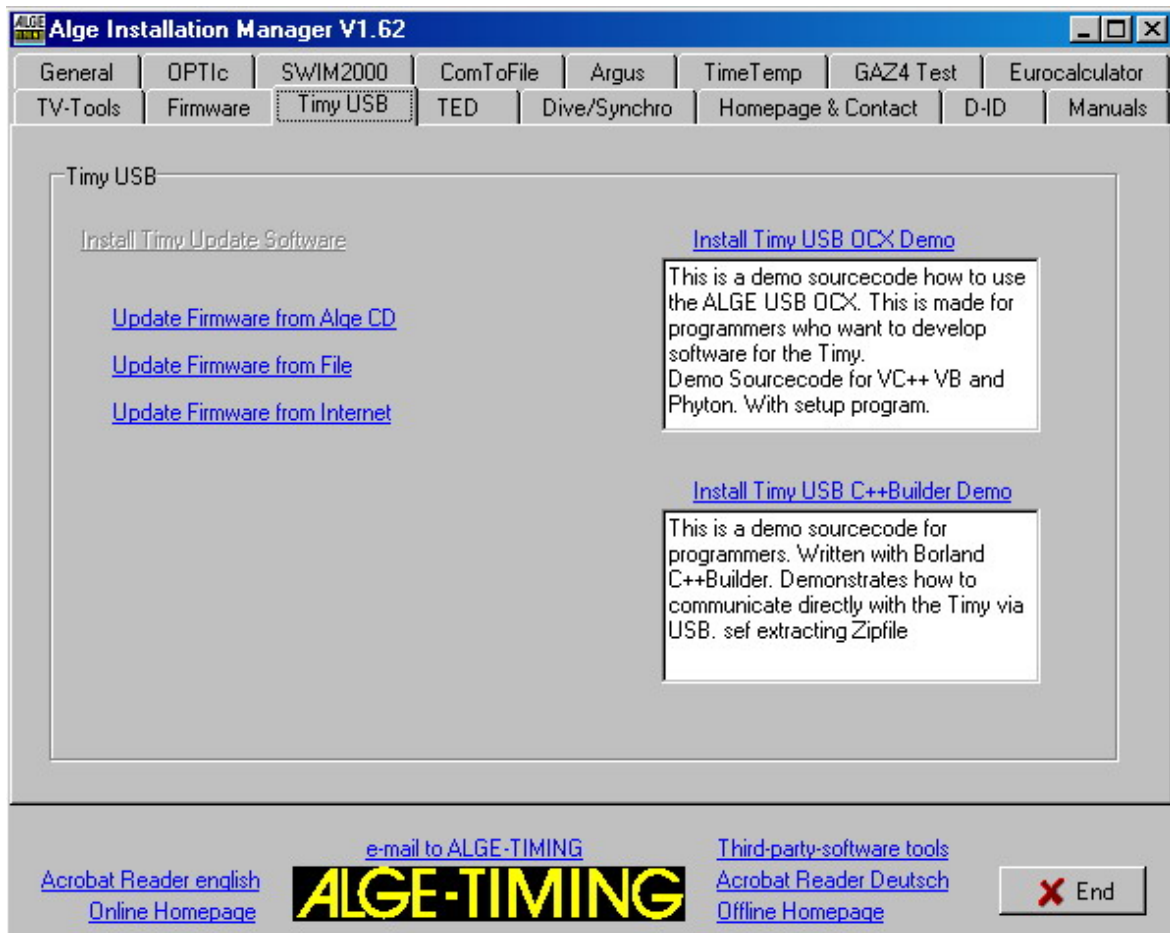 ALGE TIMING Alge Installation Manager V1.62
General OPTIc SWIM2000 ComToFile Argus TimeTemp GAZ4 Test Eurocalculator
TV-Tools Firmware Timy USB TED Dive/Synchro Homepage & Contact D-ID Manuals
Timy USB
Install Timy Update Software
Update Firmware from Alge CD
Update Firmware from File
Update Firmware from Internet
Install Timy USB OCX Demo
This is a demo sourcecode how to use
the ALGE USB OCX. This is made for
programmers who want to develop
software for the Timy.
Demo Sourcecode for VC++ VB and
Phyton. With setup program.
Install Timy USB C++Builder Demo
This is a demo sourcecode for
programmers. Written with Borland
C++Builder. Demonstrates how to
communicate directly with the Timy via
USB. sef extracting Zipfile
e-mail to ALGE-TIMING
Third-party-software tools
Acrobat Reader english
ALGE-TIMING
Acrobat Reader Deutsch
Online Homepage
Offline Homepage
End